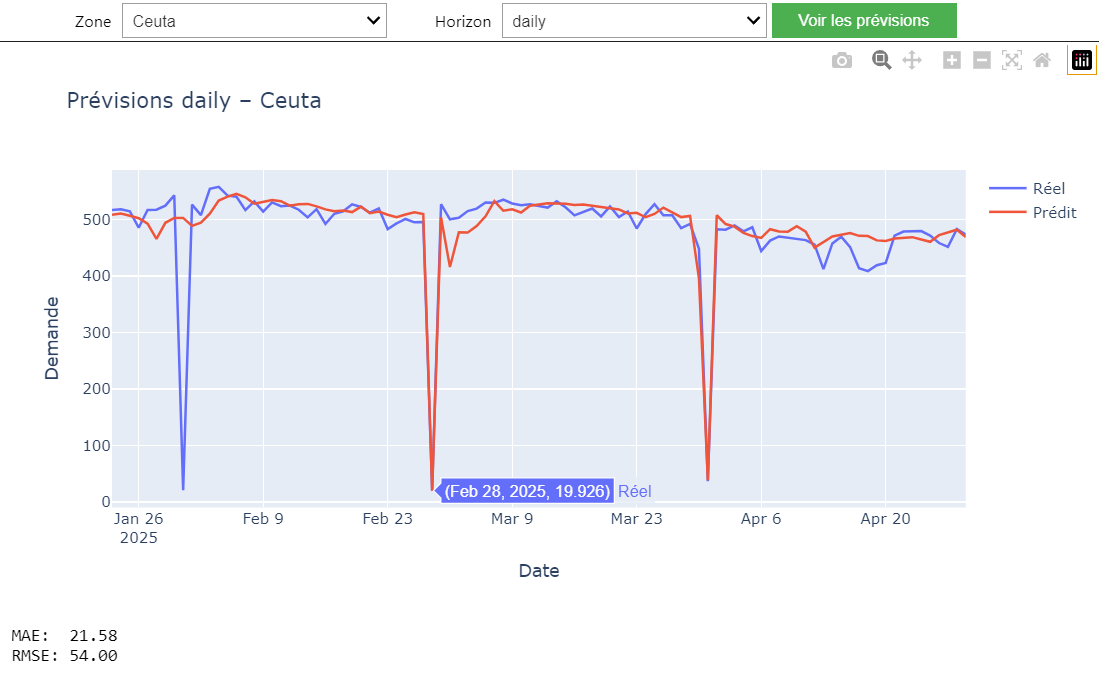 Zone Ceuta Horizon daily Voir les prévisions
Prévisions daily – Ceuta
Réel
Prédit
Demande
500
400
300
200
100
0
(Feb 28, 2025, 19.926) Réel
Jan 26 Feb 9 Feb 23 Mar 9 Mar 23 Apr 6 Apr 20
2025
Date
MAE: 21.58
RMSE: 54.00